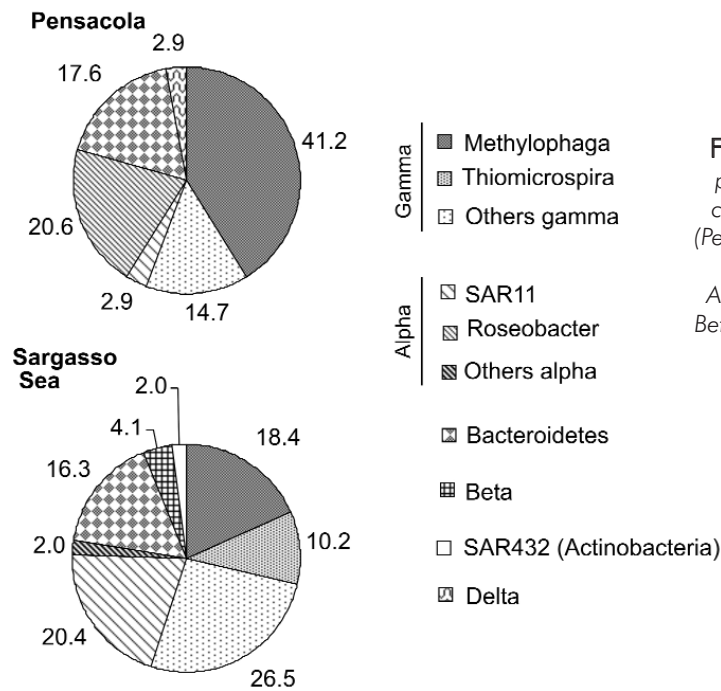 Pensacola
2.9
17.6
41.2
20.6
2.9
14.7
Sargasso
Sea
2.0
4.1
18.4
16.3
10.2
2.0
20.4
26.5
Gamma
Methylophaga
Thiomicrospira
Others gamma
Alpha
SAR11
Roseobacter
Others alpha
Bacteroidetes
Beta
SAR432 (Actinobacteria)
Delta
F
p
c
(Pe
A
Bet